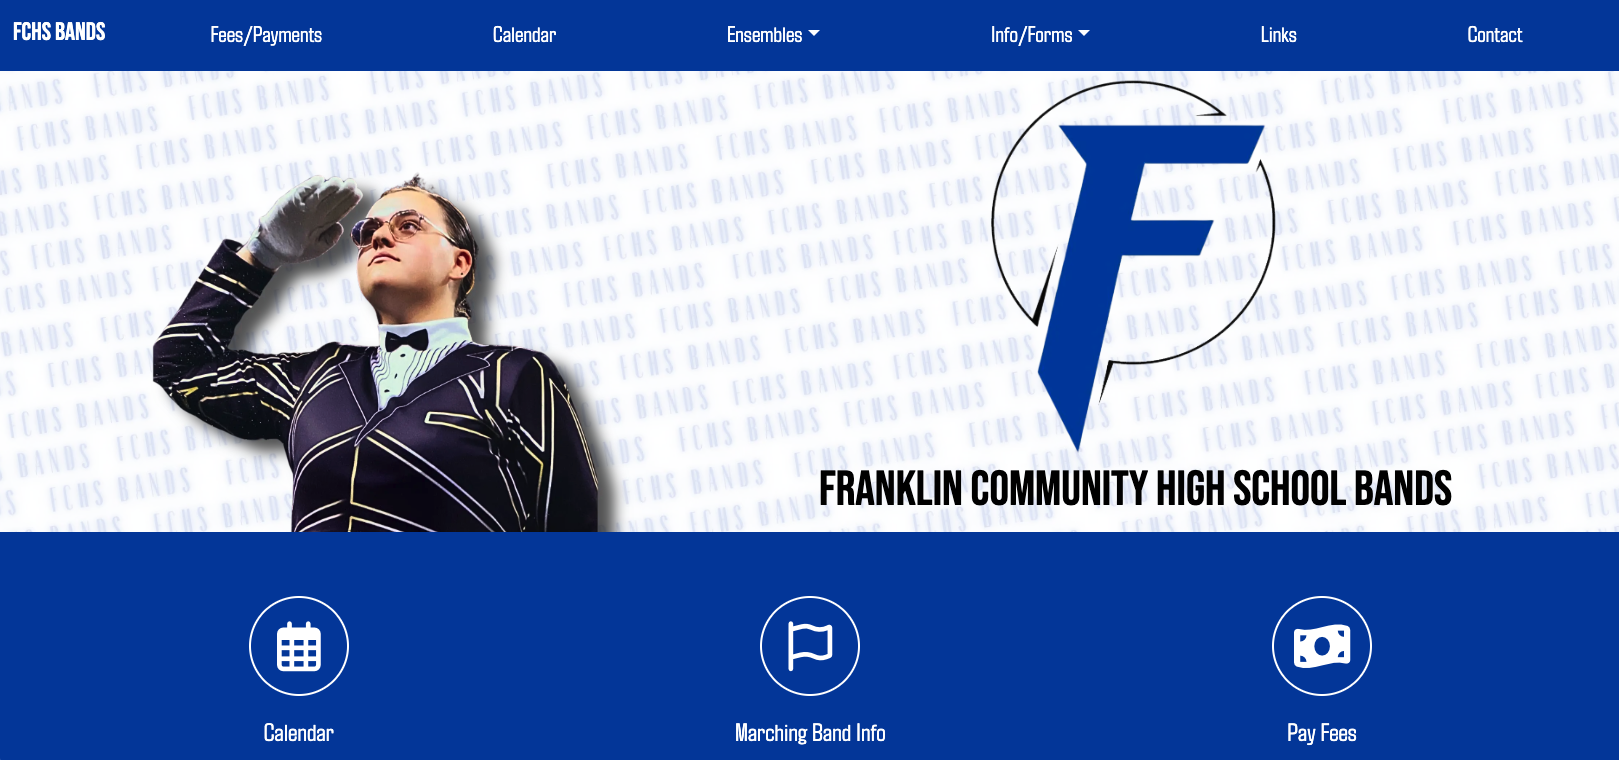 FCHS BANDS
Fees/Payments
Calendar
Ensembles
Info/Forms
Links
Contact
F
FRANKLIN COMMUNITY HIGH SCHOOL BANDS
Calendar
Marching Band Info
Pay Fees